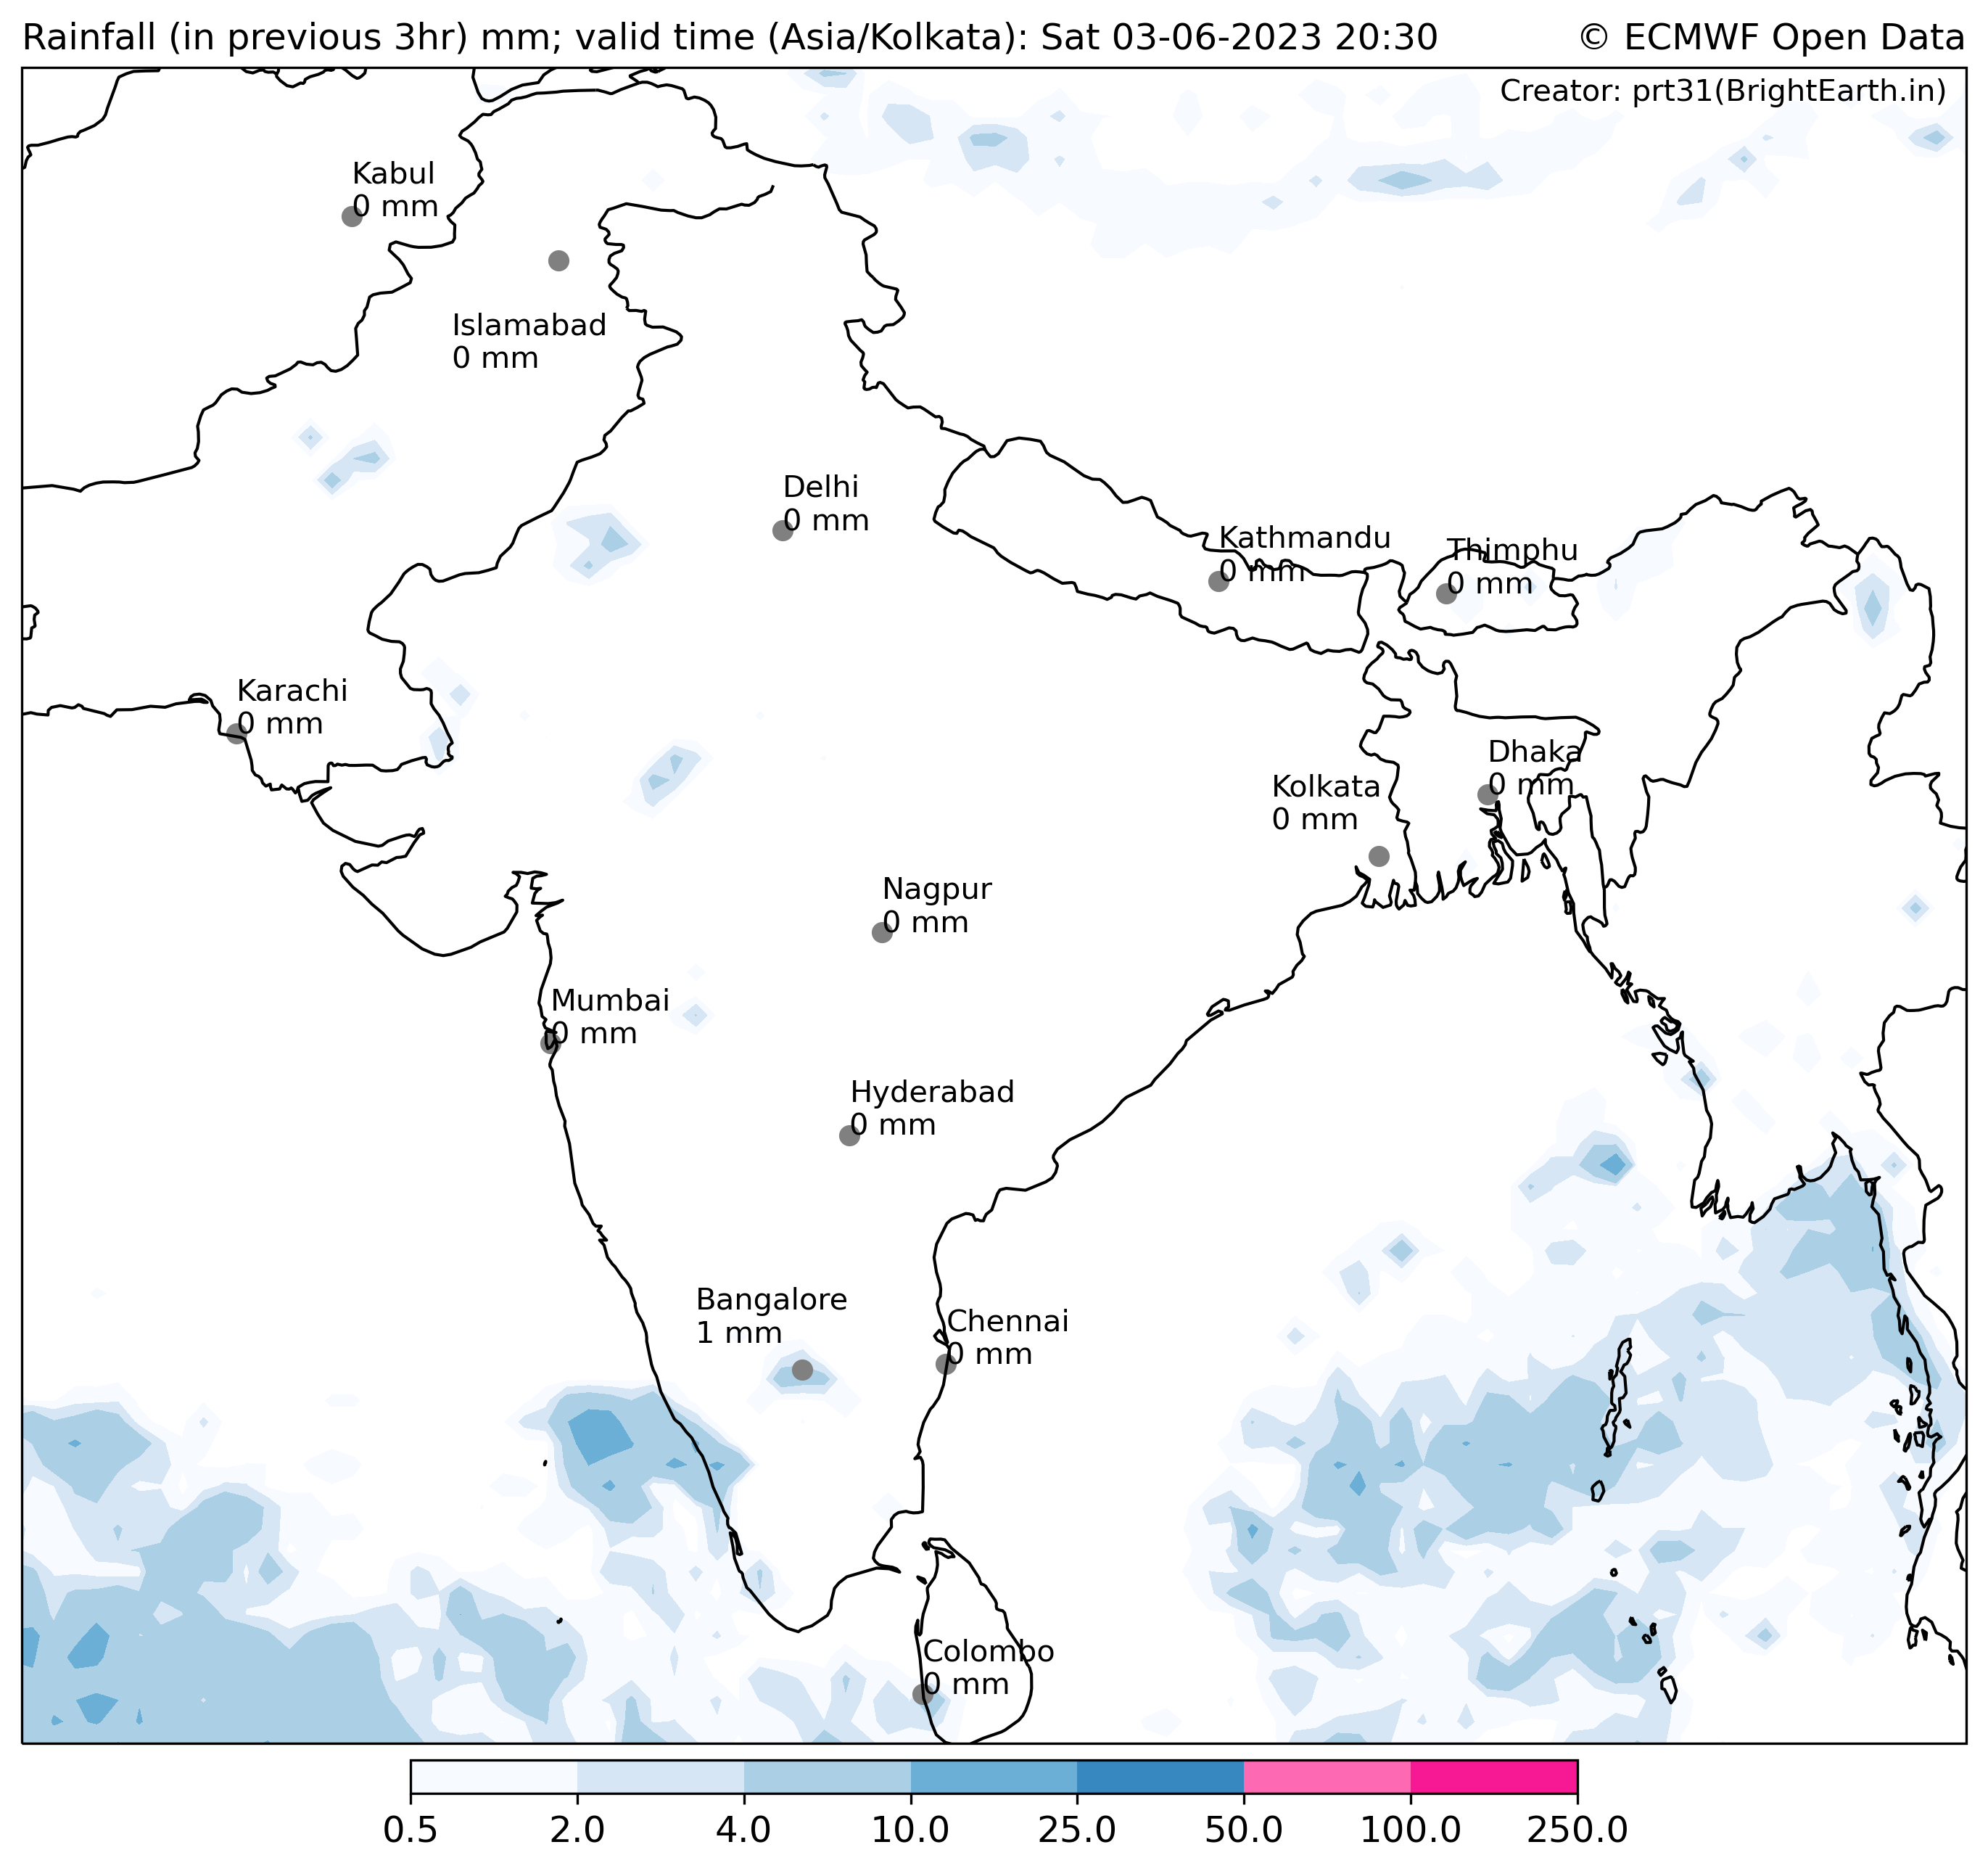 Rainfall (in previous 3hr) mm; valid time (Asia/Kolkata): Sat 03-06-2023 20:30
© ECMWF Open Data
Creator: prt31(BrightEarth.in)
Kabul
0 mm
Islamabad
0 mm
Delhi
0 mm
Kathmandu
0 mm
Thimphu
0 mm
Karachi
0 mm
Dhaka
0 mm
Kolkata
0 mm
Nagpur
0 mm
Mumbai
0 mm
Hyderabad
0 mm
Bangalore
1 mm
Chennai
0 mm
Colombo
0 mm
0.5 2.0 4.0 10.0 25.0 50.0 100.0 250.0